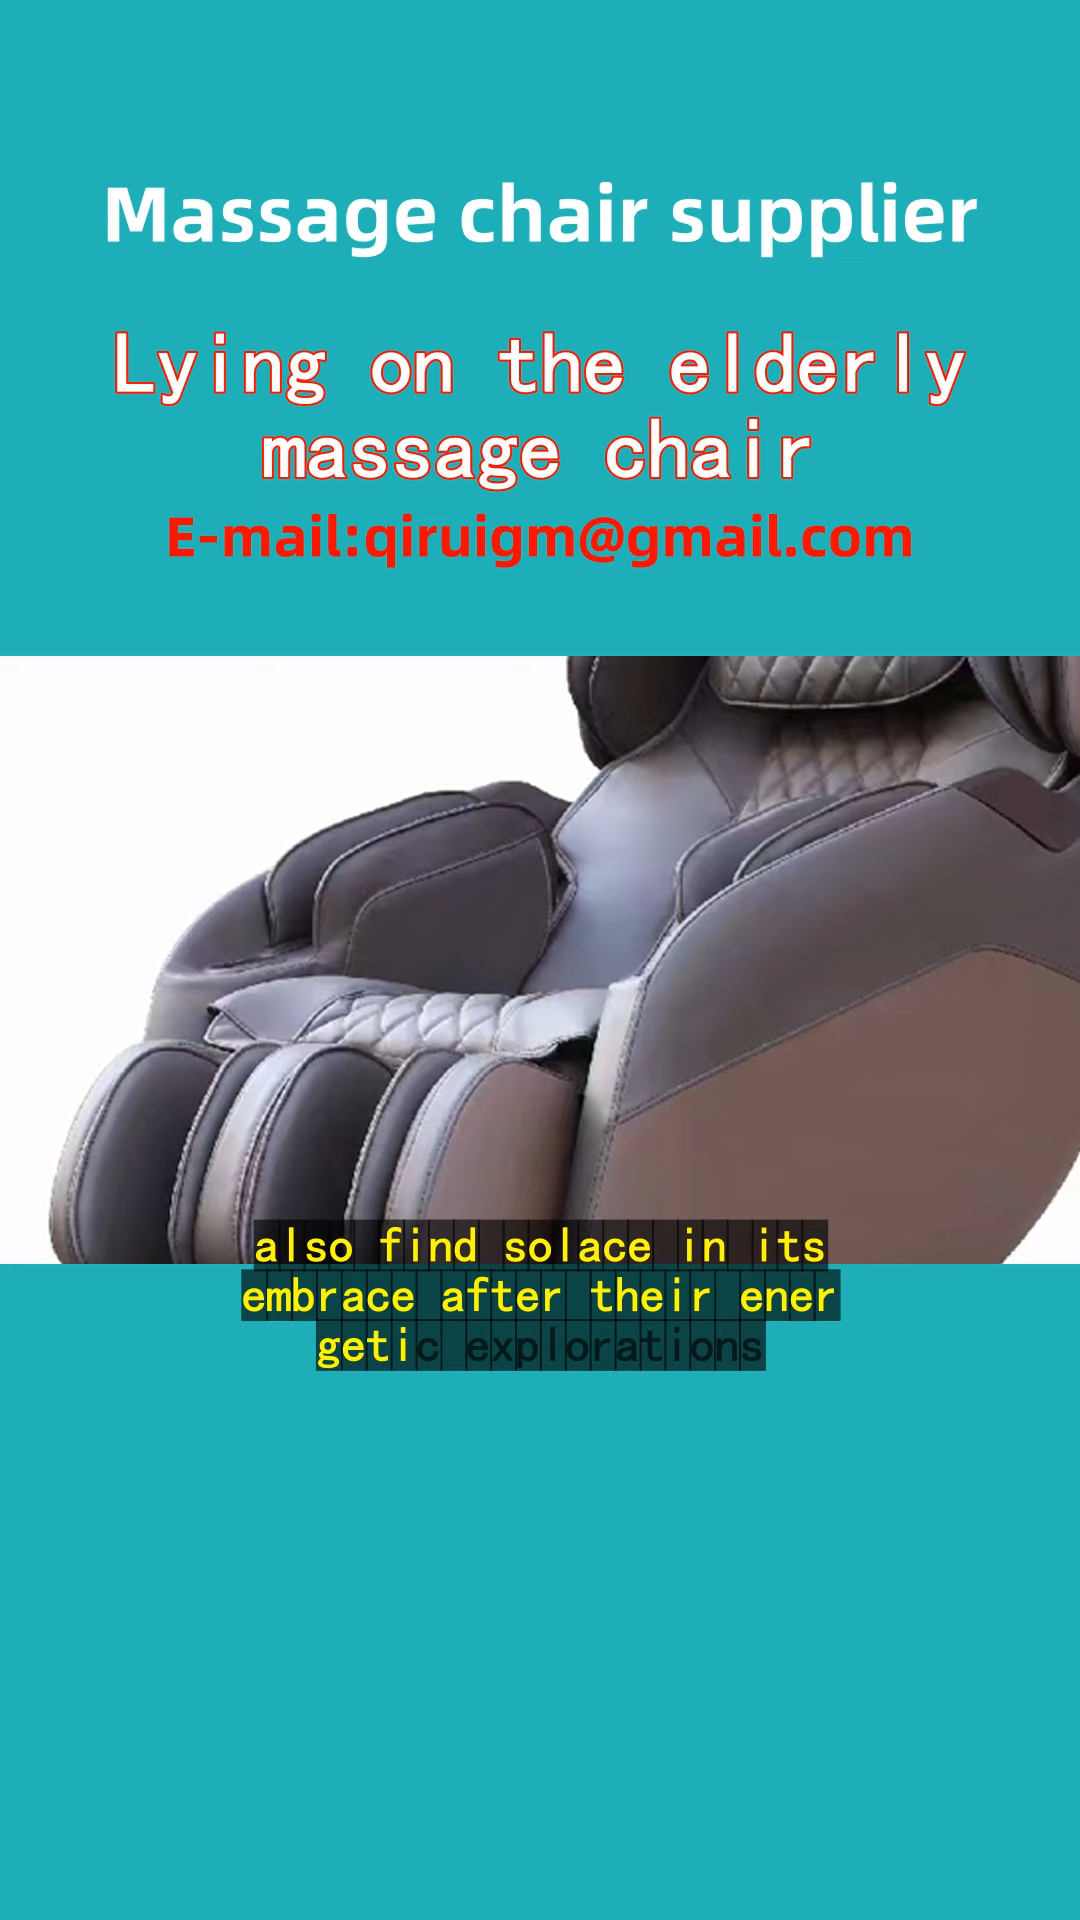 Massage chair supplier
Lying on the elderly
massage chair
E-mail:qiruigm@gmail.com
also find solace in its
embrace after their ener
getic explorations